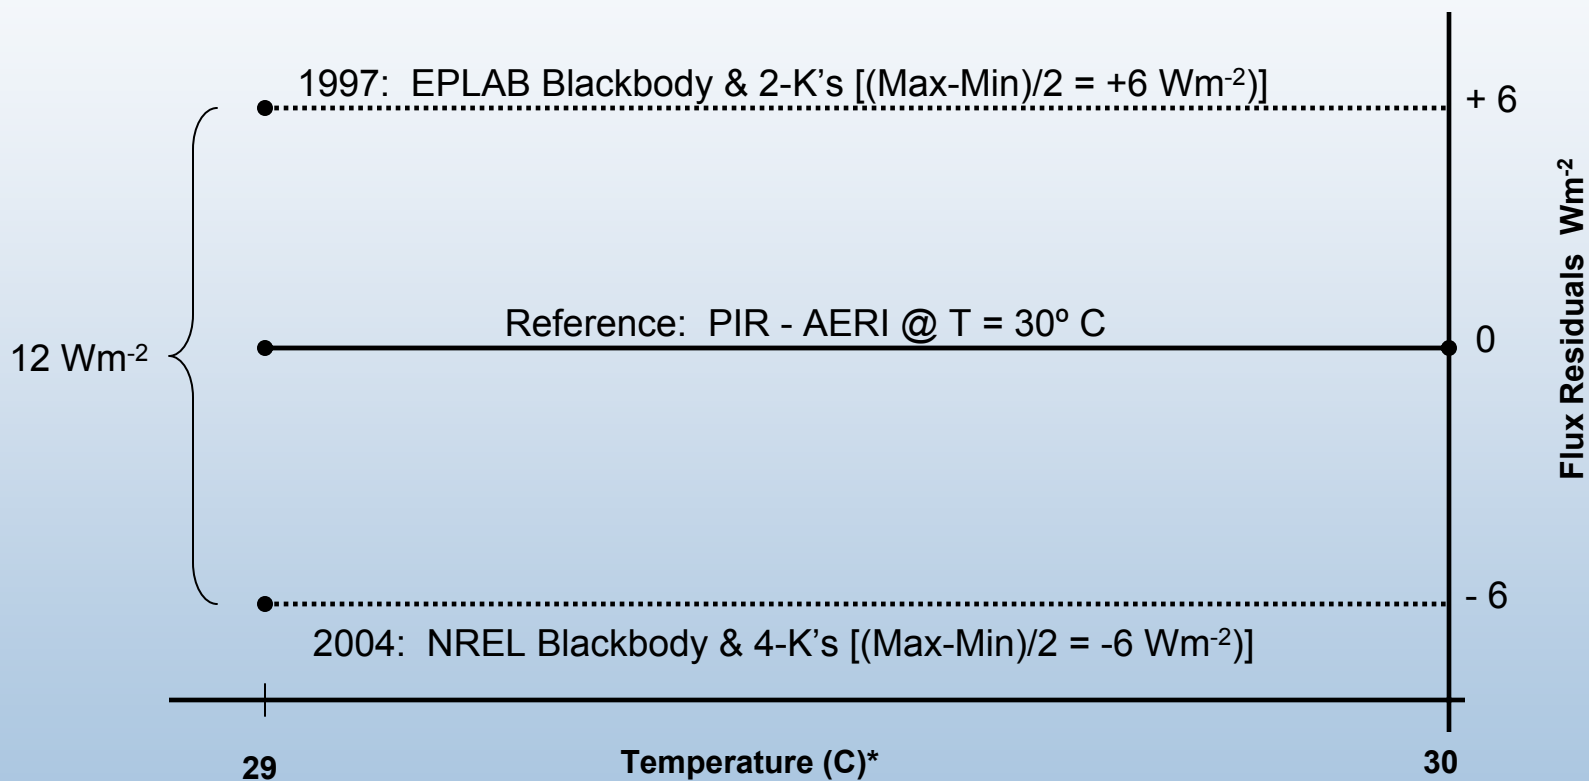 1997:  EPLAB Blackbody & 2-K's [(Max-Min)/2 = +6 Wm-2)]
+ 6
Reference:  PIR - AERI @ T = 30º C
0
12 Wm-2
Flux Residuals  Wm-2
- 6
2004:  NREL Blackbody & 4-K's [(Max-Min)/2 = -6 Wm-2)]
29
Temperature (C)*
30